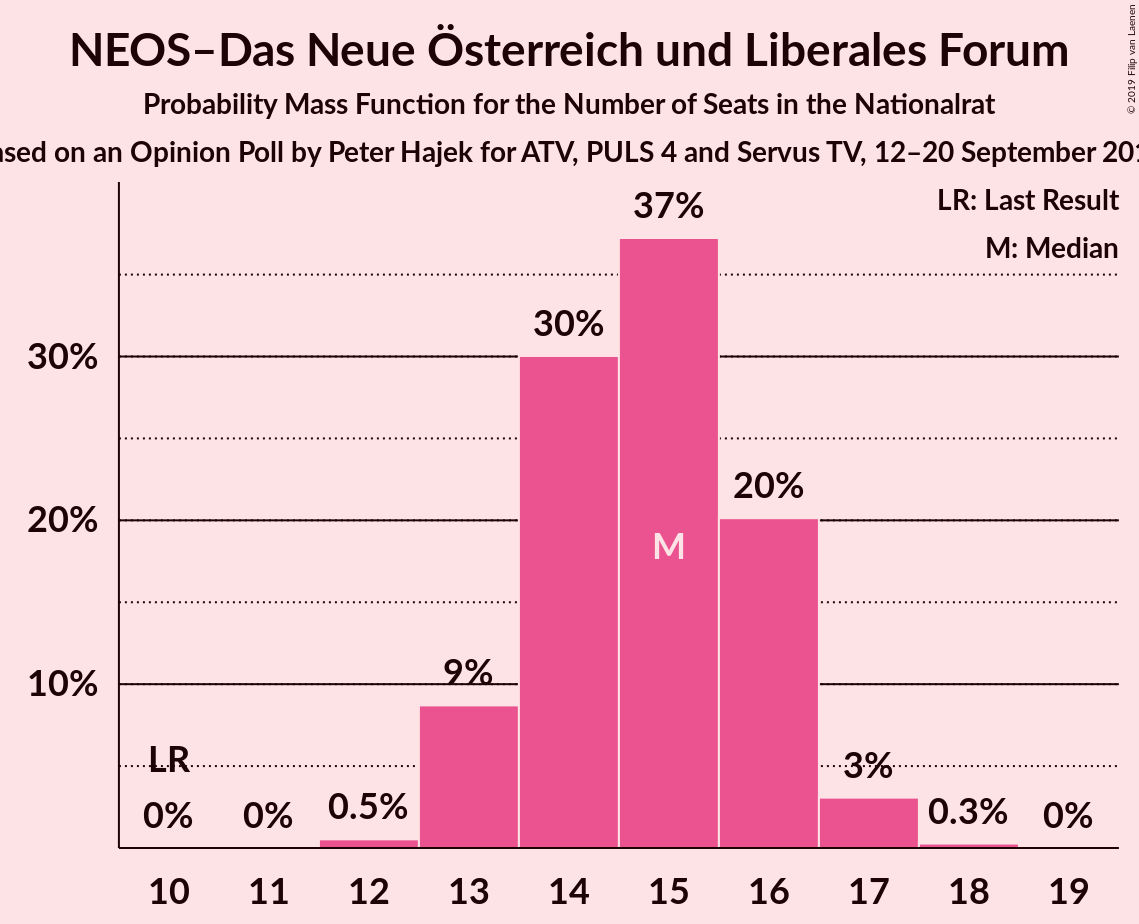 NEOS–Das Neue Österreich und Liberales Forum
Probability Mass Function for the Number of Seats in the Nationalrat
on an Opinion Poll by Peter Hajek for ATV, PULS 4 and Servus TV, 12–20 September
© 2019 Filip van Laenen
LR: Last Result
M: Median
37%
30%
30%
20%
20%
M
9%
10%
LR
3%
0%
0%
0.5%
0.3%
0%
10 11 12 13 14 15 16 17 18 19